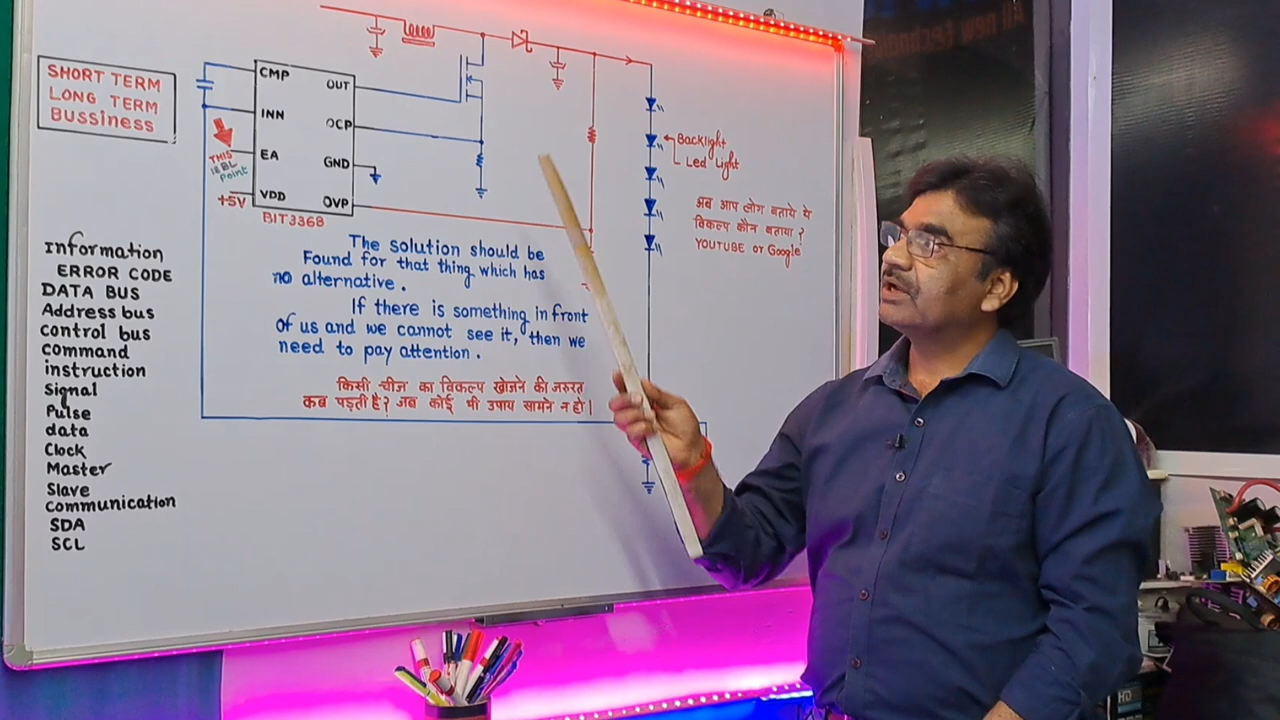 SHORT TERM
LONG TERM
BUSSiness
CMP
INN
EA
VDD
OUT
OCP
GND
OVP
THIS
is BL
Point
+5V
BIT3368
Backlight
Led Light
अब आप लोग बताये ये
विकल्प कौन बताया ?
YOUTUBE or Google
The solution should be
Found for that thing which has
no alternative .
If there is something in front
of us and we cannot see it, then we
need to pay attention .
किसी चीज का विकल्प खोजने की जरुरत
कब पड़ती है ? जब कोई भी उपाय सामने न हो |
Information
ERROR CODE
DATA BUS
Address bus
control bus
command
instruction
Signal
Pulse
data
Clock
Master
Slave
communication
SDA
SCL
HD